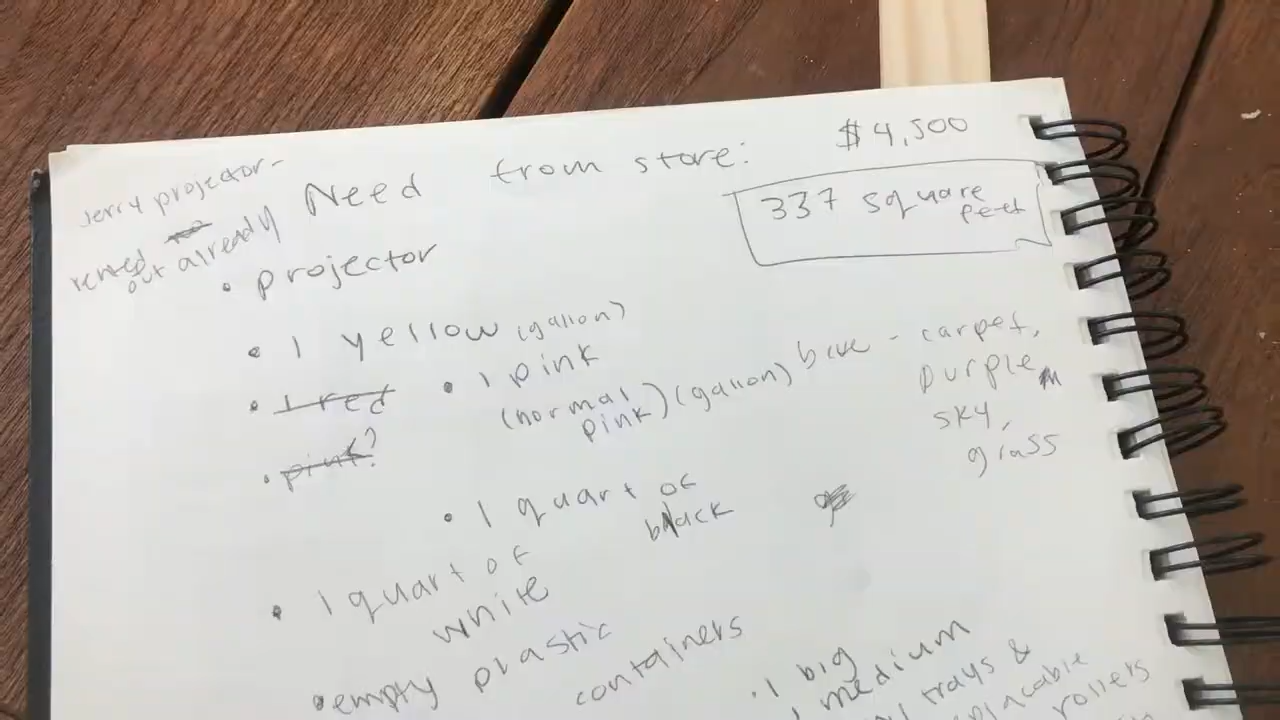 $4,500
Jerry projector -
rented out already
Need from store:
337 square feet
• projector
• 1 yellow (gallon)
• 1 red
• 1 pink
(normal pink) (gallon)
blue - carpet,
purple
sky,
grass
• pink?
• 1 quart of
black
• 1 quart of
white
• empty plastic
containers
• 1 big
1 medium
trays &
rollers